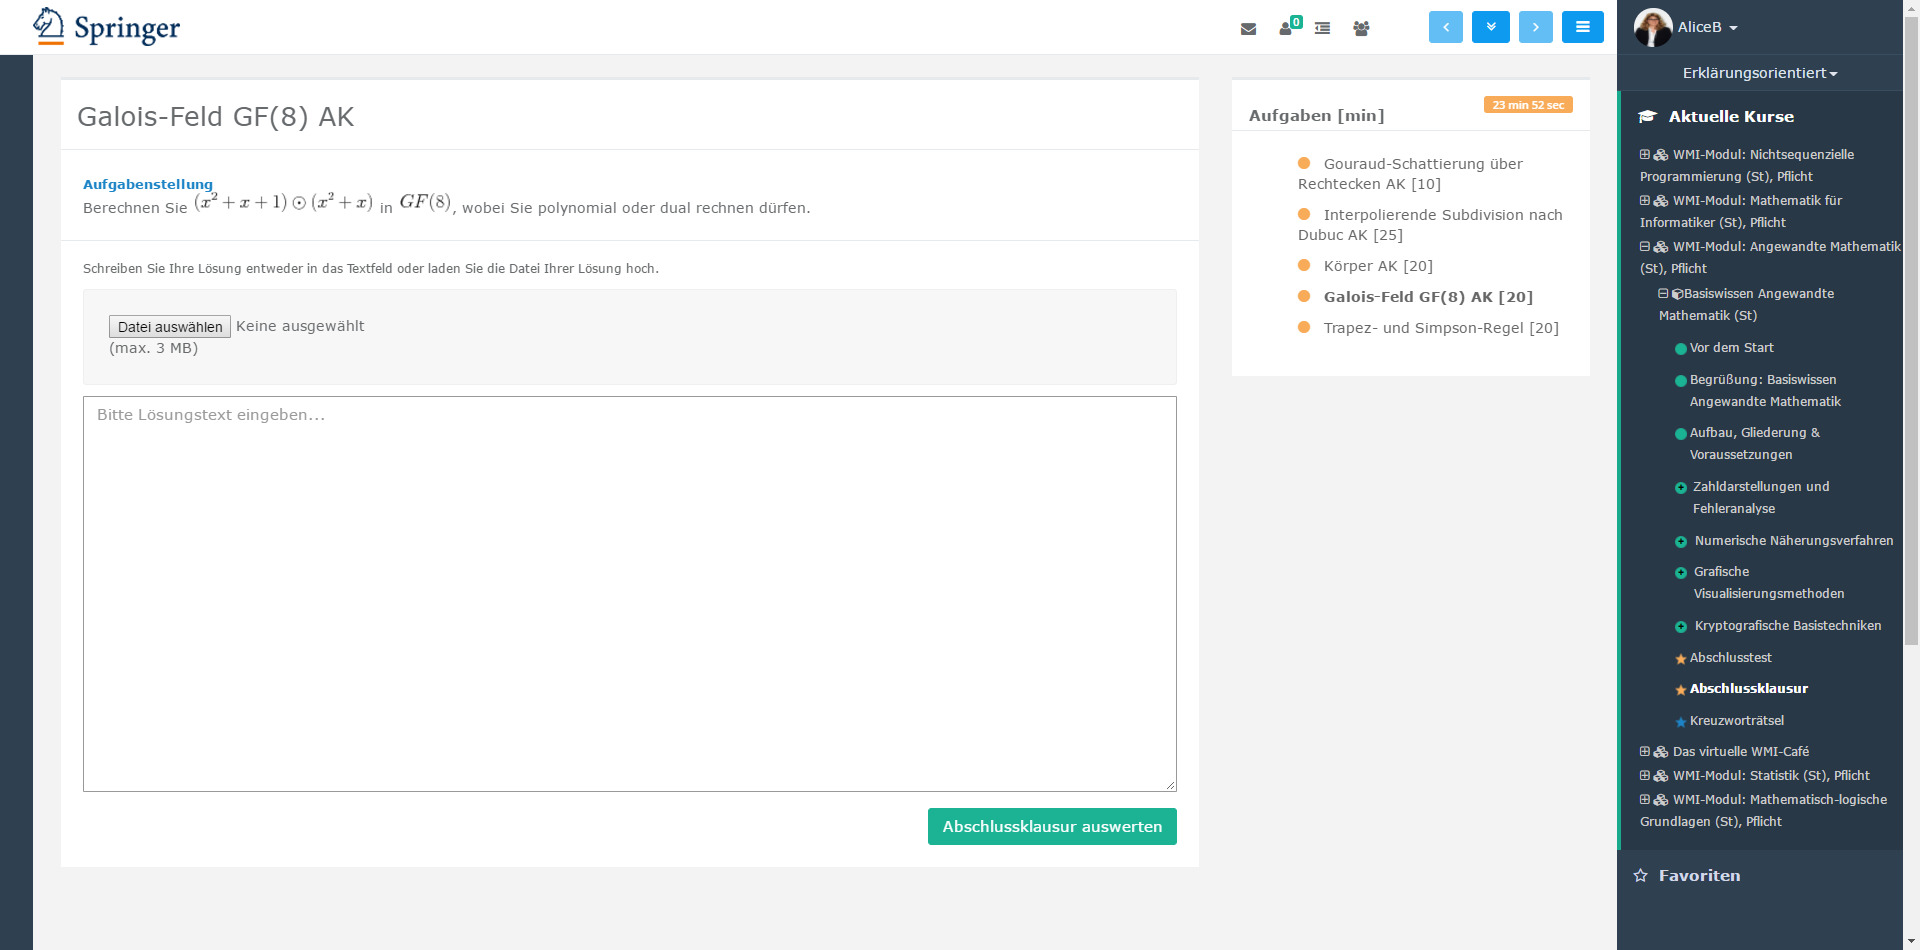 Springer
0
AliceB
Erklärungsorientiert
Galois-Feld GF(8) AK
Aufgabenstellung
Berechnen Sie (x² + x + 1) ⊙ (x² + x) in GF(8), wobei Sie polynomial oder dual rechnen dürfen.
Schreiben Sie Ihre Lösung entweder in das Textfeld oder laden Sie die Datei Ihrer Lösung hoch.
Datei auswählen Keine ausgewählt
(max. 3 MB)
Bitte Lösungstext eingeben...
Abschlussklausur auswerten
23 min 52 sec
Aufgaben [min]
Gouraud-Schattierung über
Rechtecken AK [10]
Interpolierende Subdivision nach
Dubuc AK [25]
Körper AK [20]
Galois-Feld GF(8) AK [20]
Trapez- und Simpson-Regel [20]
Aktuelle Kurse
WMI-Modul: Nichtsequenzielle
Programmierung (St), Pflicht
WMI-Modul: Mathematik für
Informatiker (St), Pflicht
WMI-Modul: Angewandte Mathematik
(St), Pflicht
Basiswissen Angewandte
Mathematik (St)
Vor dem Start
Begrüßung: Basiswissen
Angewandte Mathematik
Aufbau, Gliederung &
Voraussetzungen
Zahldarstellungen und
Fehleranalyse
Numerische Näherungsverfahren
Grafische
Visualisierungsmethoden
Kryptografische Basistechniken
Abschlusstest
Abschlussklausur
Kreuzworträtsel
Das virtuelle WMI-Café
WMI-Modul: Statistik (St), Pflicht
WMI-Modul: Mathematisch-logische
Grundlagen (St), Pflicht
Favoriten